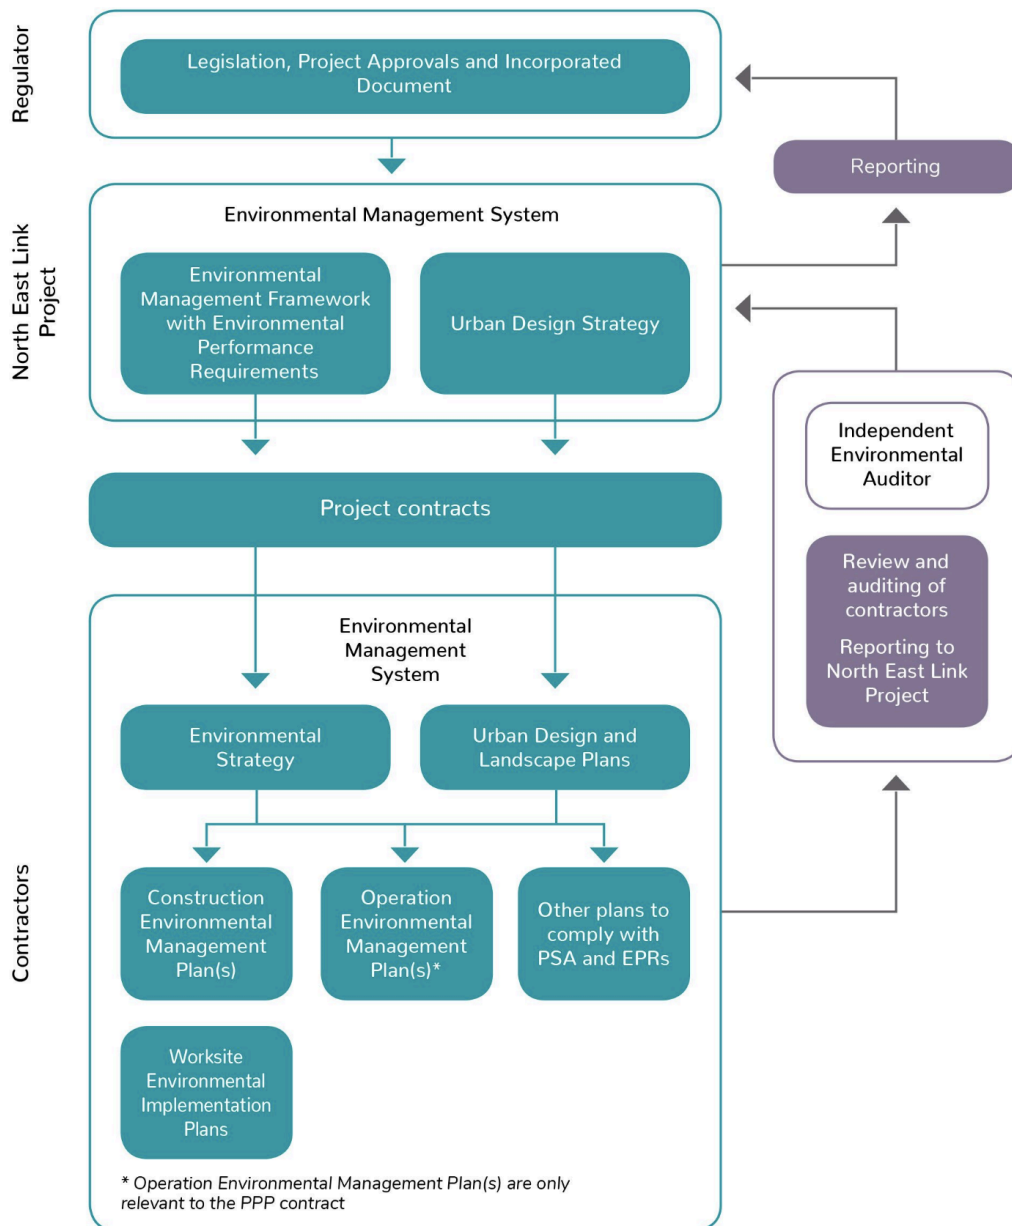 Regulator
Legislation, Project Approvals and Incorporated
Document
Reporting
North East Link
Project
Environmental Management System
Environmental
Management Framework
with Environmental
Performance
Requirements
Urban Design Strategy
Independent
Environmental
Auditor
Project contracts
Review and
auditing of
contractors
Reporting to
North East Link
Project
Contractors
Environmental
Management
System
Environmental
Strategy
Urban Design and
Landscape Plans
Construction
Environmental
Management
Plan(s)
Operation
Environmental
Management
Plan(s)*
Other plans to
comply with
PSA and EPRs
Worksite
Environmental
Implementation
Plans
* Operation Environmental Management Plan(s) are only
relevant to the PPP contract